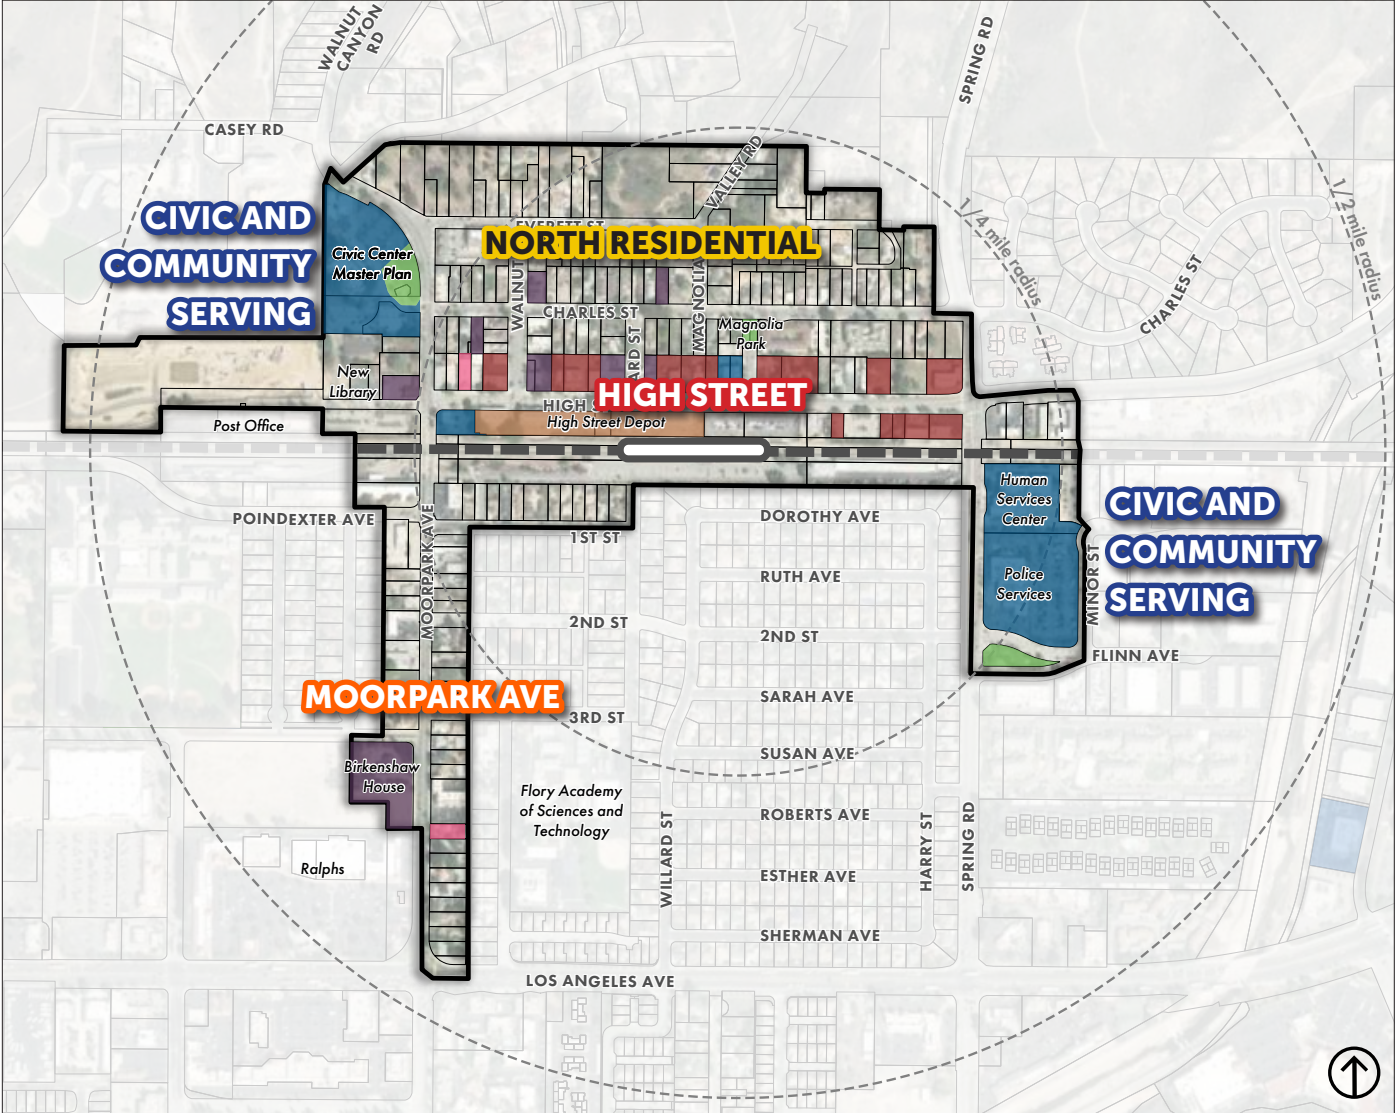 WALNUT
CANYON
RD
SPRING RD
CASEY RD
VALLEY RD
1/4 mile radius
1/2 mile radius
CIVIC AND
COMMUNITY
SERVING
Civic Center
Master Plan
EVERETT ST
NORTH RESIDENTIAL
WALNUT
MAGNOLIA
CHARLES ST
CHARLES ST
Magnolia
Park
ARD ST
New
Library
HIGH S
HIGH STREET
High Street Depot
Post Office
POINDEXTER AVE
MOORPARK AVE
1ST ST
DOROTHY AVE
Human
Services
Center
CIVIC AND
COMMUNITY
SERVING
Police
Services
MINOR ST
RUTH AVE
2ND ST
2ND ST
FLINN AVE
MOORPARK AVE
SARAH AVE
3RD ST
SUSAN AVE
Birkenshaw
House
Flory Academy
of Sciences and
Technology
ROBERTS AVE
WILLARD ST
HARRY ST
SPRING RD
Ralphs
ESTHER AVE
SHERMAN AVE
LOS ANGELES AVE